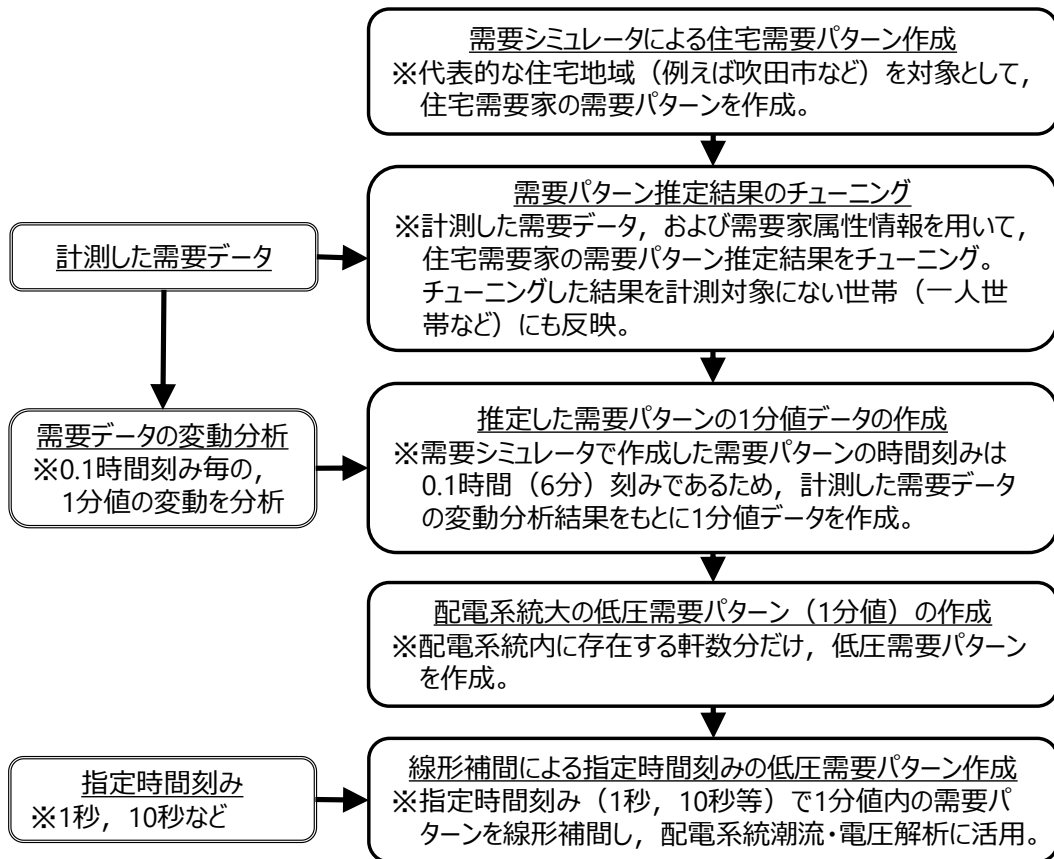 需要シミュレータによる住宅需要パターン作成
※代表的な住宅地域（例えば吹田市など）を対象として，
住宅需要家の需要パターンを作成。
需要パターン推定結果のチューニング
※計測した需要データ，および需要家属性情報を用いて，
住宅需要家の需要パターン推定結果をチューニング。
チューニングした結果を計測対象にない世帯（一人世
帯など）にも反映。
計測した需要データ
需要データの変動分析
※0.1時間刻み毎の，
1分値の変動を分析
推定した需要パターンの1分値データの作成
※需要シミュレータで作成した需要パターンの時間刻みは
0.1時間（6分）刻みであるため，計測した需要データ
の変動分析結果をもとに1分値データを作成。
配電系統大の低圧需要パターン（1分値）の作成
※配電系統内に存在する軒数分だけ，低圧需要パターン
を作成。
指定時間刻み
※1秒，10秒など
線形補間による指定時間刻みの低圧需要パターン作成
※指定時間刻み（1秒，10秒等）で1分値内の需要パ
ターンを線形補間し，配電系統潮流・電圧解析に活用。